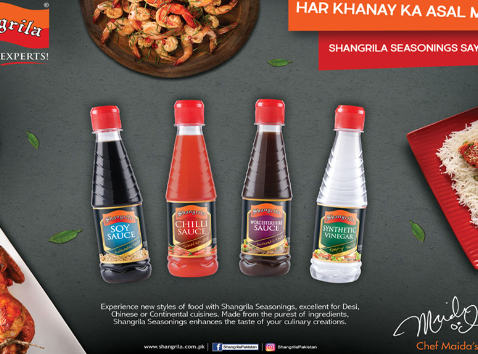 EXPERTS!
HAR KHANAY KA ASAL
SHANGRILA SEASONINGS SAY
Shangrila
SOY
SAUCE
Shangrila
CHILLI
SAUCE
Shangrila
WORCESTERSHIRE
SAUCE
Shangrila
SYNTHETIC
VINEGAR
Experience new styles of food with Shangrila Seasonings, excellent for Desi,
Chinese or Continental cuisines. Made from the purest of ingredients,
Shangrila Seasonings enhances the taste of your culinary creations.
www.shangrila.com.pk | ShangrilaPakistan ShangrilaPakistan
Chef Maida's